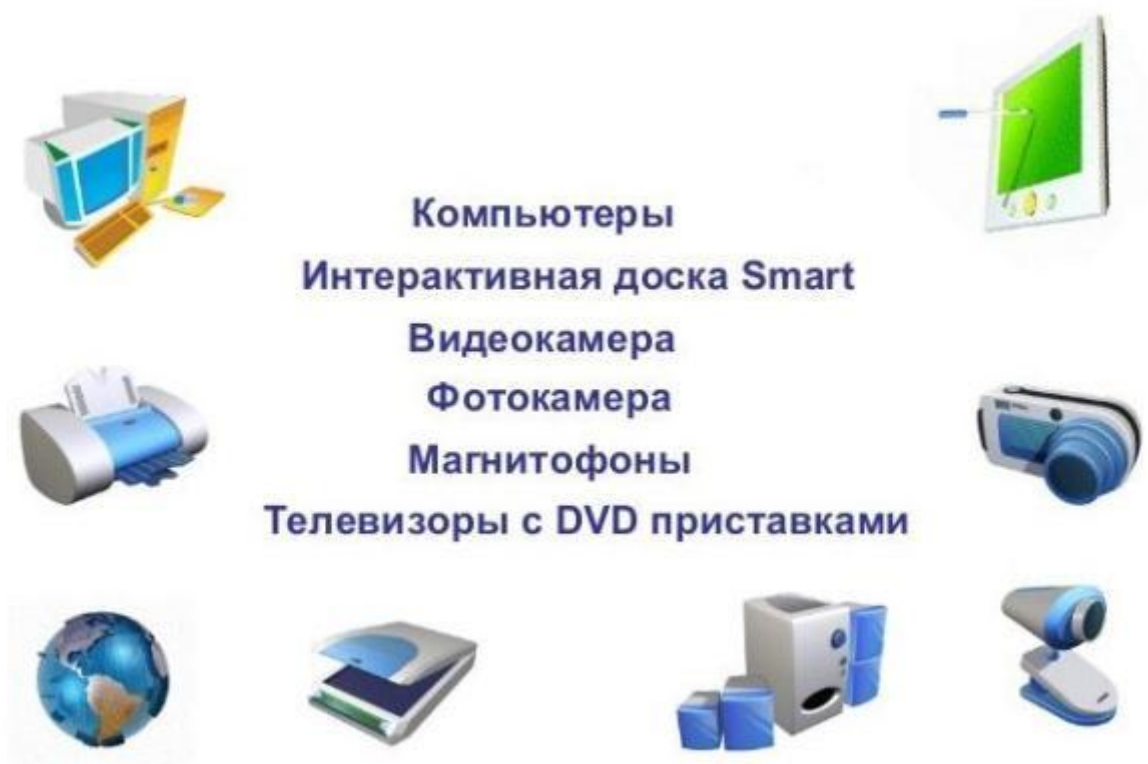 Компьютеры
Интерактивная доска Smart
Видеокамера
Фотокамера
Магнитофоны
Телевизоры с DVD приставками